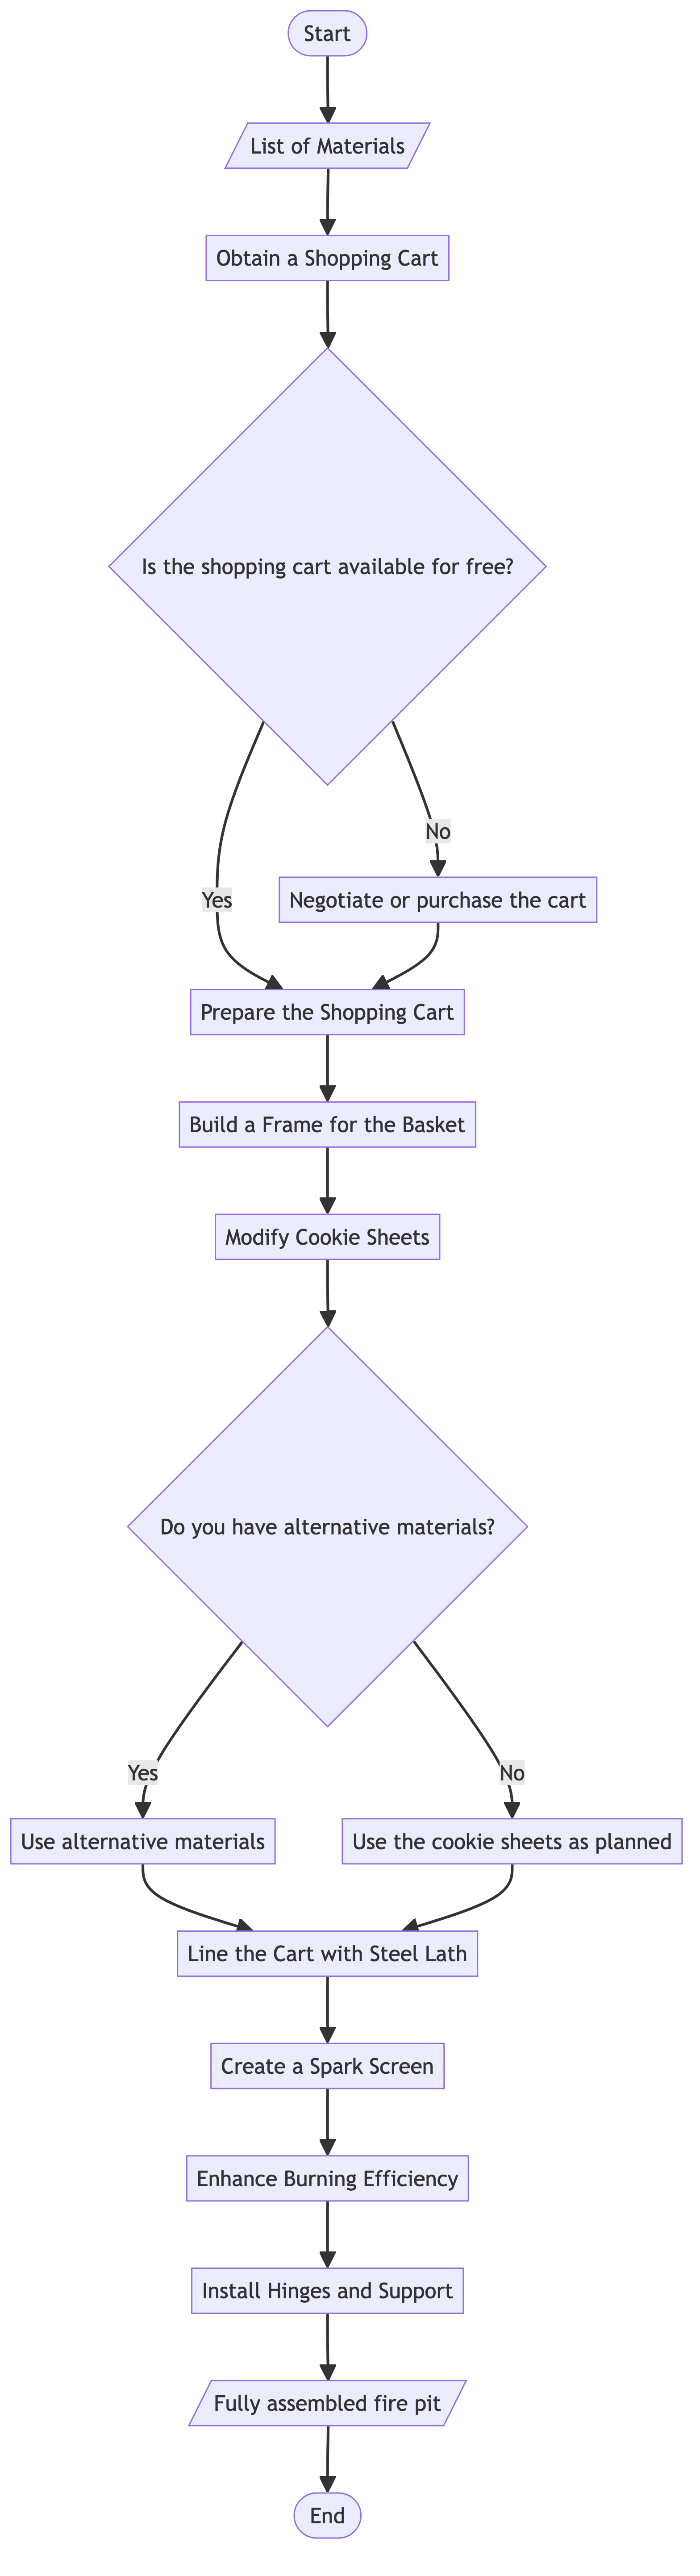 Start
List of Materials
Obtain a Shopping Cart
Is the shopping cart available for free?
No
Yes
Negotiate or purchase the cart
Prepare the Shopping Cart
Build a Frame for the Basket
Modify Cookie Sheets
Do you have alternative materials?
Yes
No
Use alternative materials
Use the cookie sheets as planned
Line the Cart with Steel Lath
Create a Spark Screen
Enhance Burning Efficiency
Install Hinges and Support
Fully assembled fire pit
End